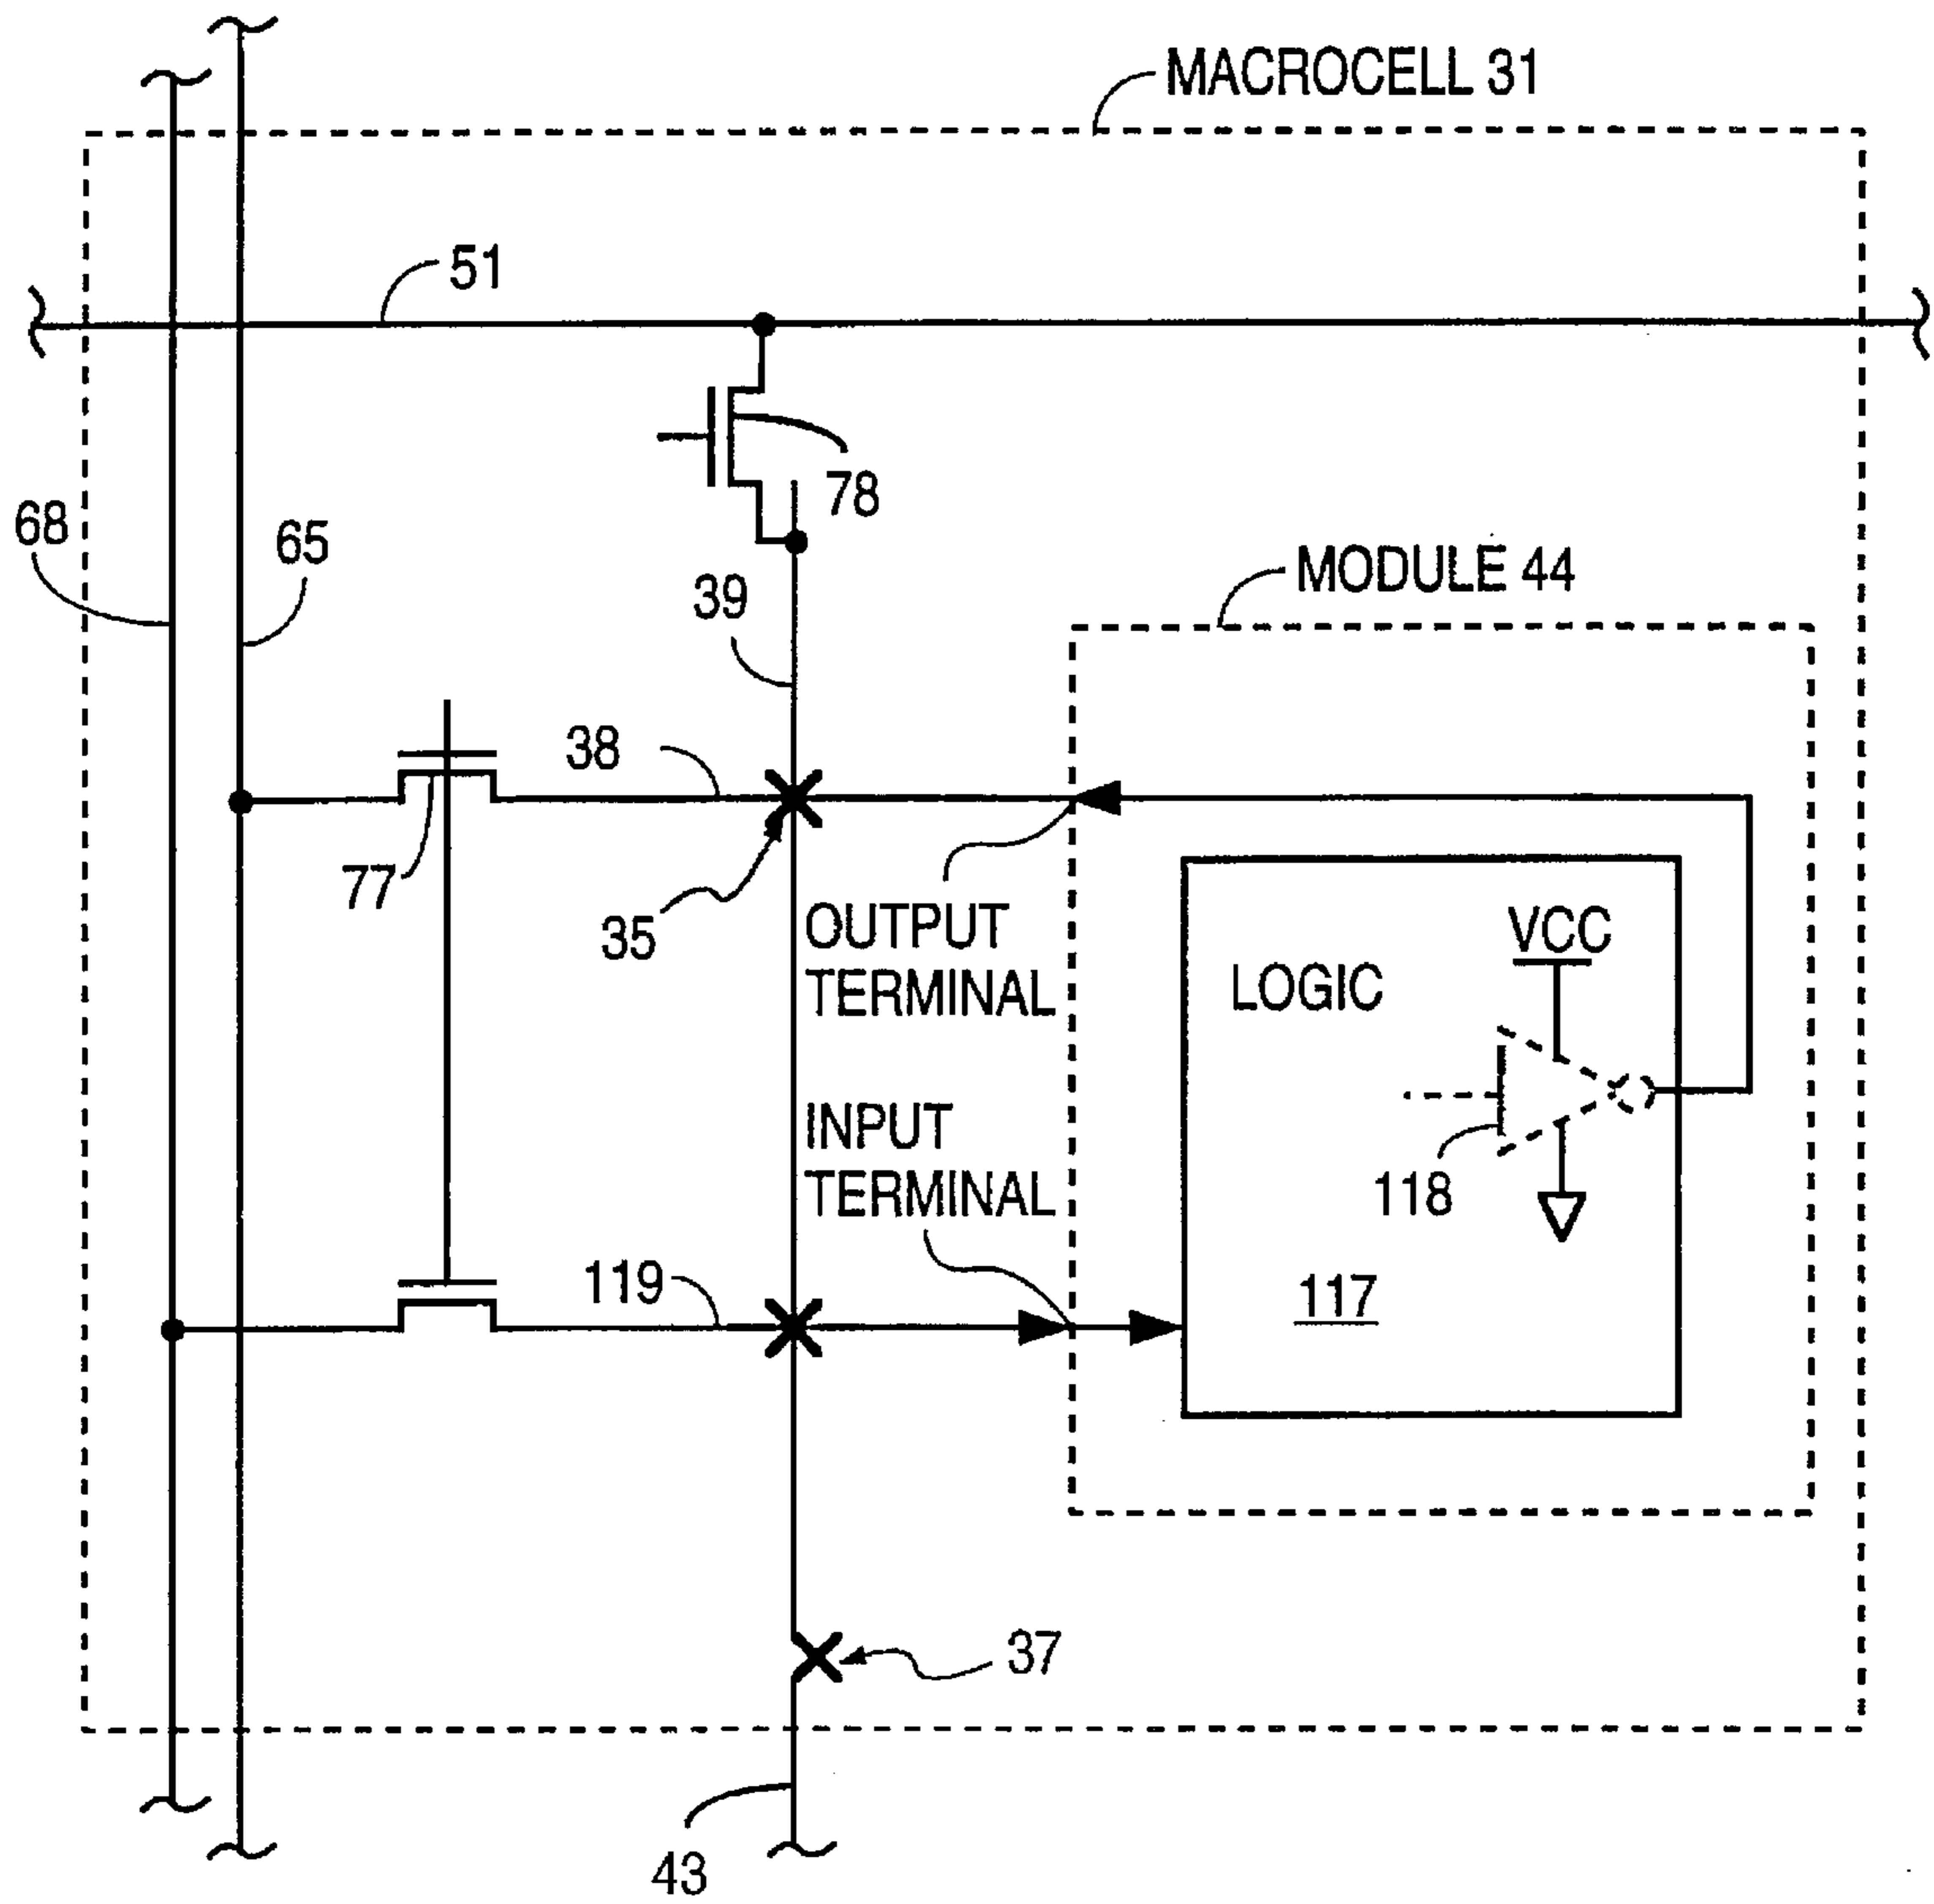 MACROCELL 31
51
78
68
65
39
MODULE 44
38
77
35
OUTPUT
TERMINAL
VCC
LOGIC
INPUT
TERMINAL
118
119
117
37
43